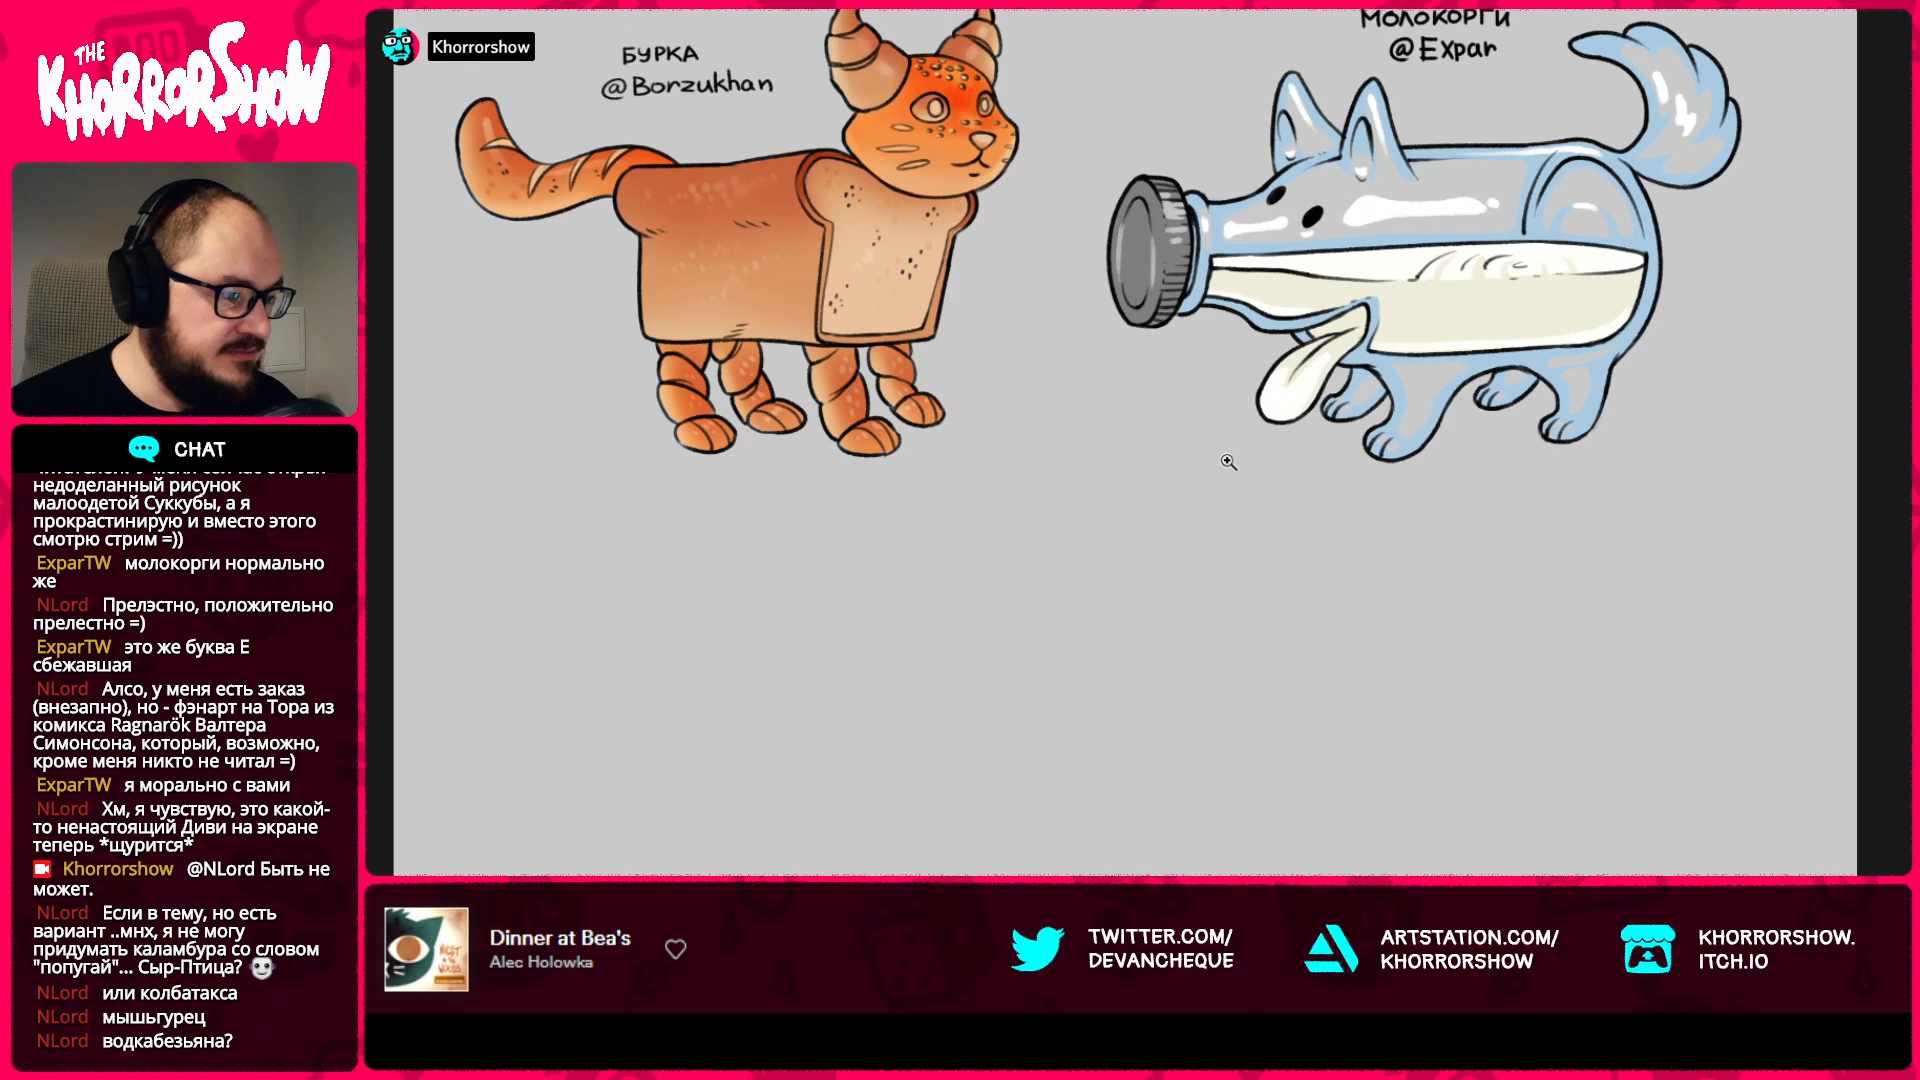 THE
KHORRORSHOW
Khorrorshow
БУРКА
@Borzukhan
МОЛОКОРГИ
@Expar
CHAT
недоделанный рисунок
малоодетой Суккубы, а я
прокрастинирую и вместо этого
смотрю стрим =))
ExparTW молокорги нормально
же
NLord Прелэстно, положительно
прелестно =)
ExparTW это же буква Е
сбежавшая
NLord Алсо, у меня есть заказ
(внезапно), но - фэнарт на Тора из
комикса Ragnarök Валтера
Симонсона, который, возможно,
кроме меня никто не читал =)
ExparTW я морально с вами
NLord Хм, я чувствую, это какой-
то ненастоящий Диви на экране
теперь *щурится*
Khorrorshow @NLord Быть не
может.
NLord Если в тему, но есть
вариант ..мнх, я не могу
придумать каламбура со словом
"попугай"... Сыр-Птица?
NLord или колбатакса
NLord мышьгурец
NLord водкабезьяна?
NIGHT
IN THE
WOODS
Dinner at Bea's
Alec Holowka
TWITTER.COM/
DEVANCHEQUE
ARTSTATION.COM/
KHORRORSHOW
KHORRORSHOW.
ITCH.IO